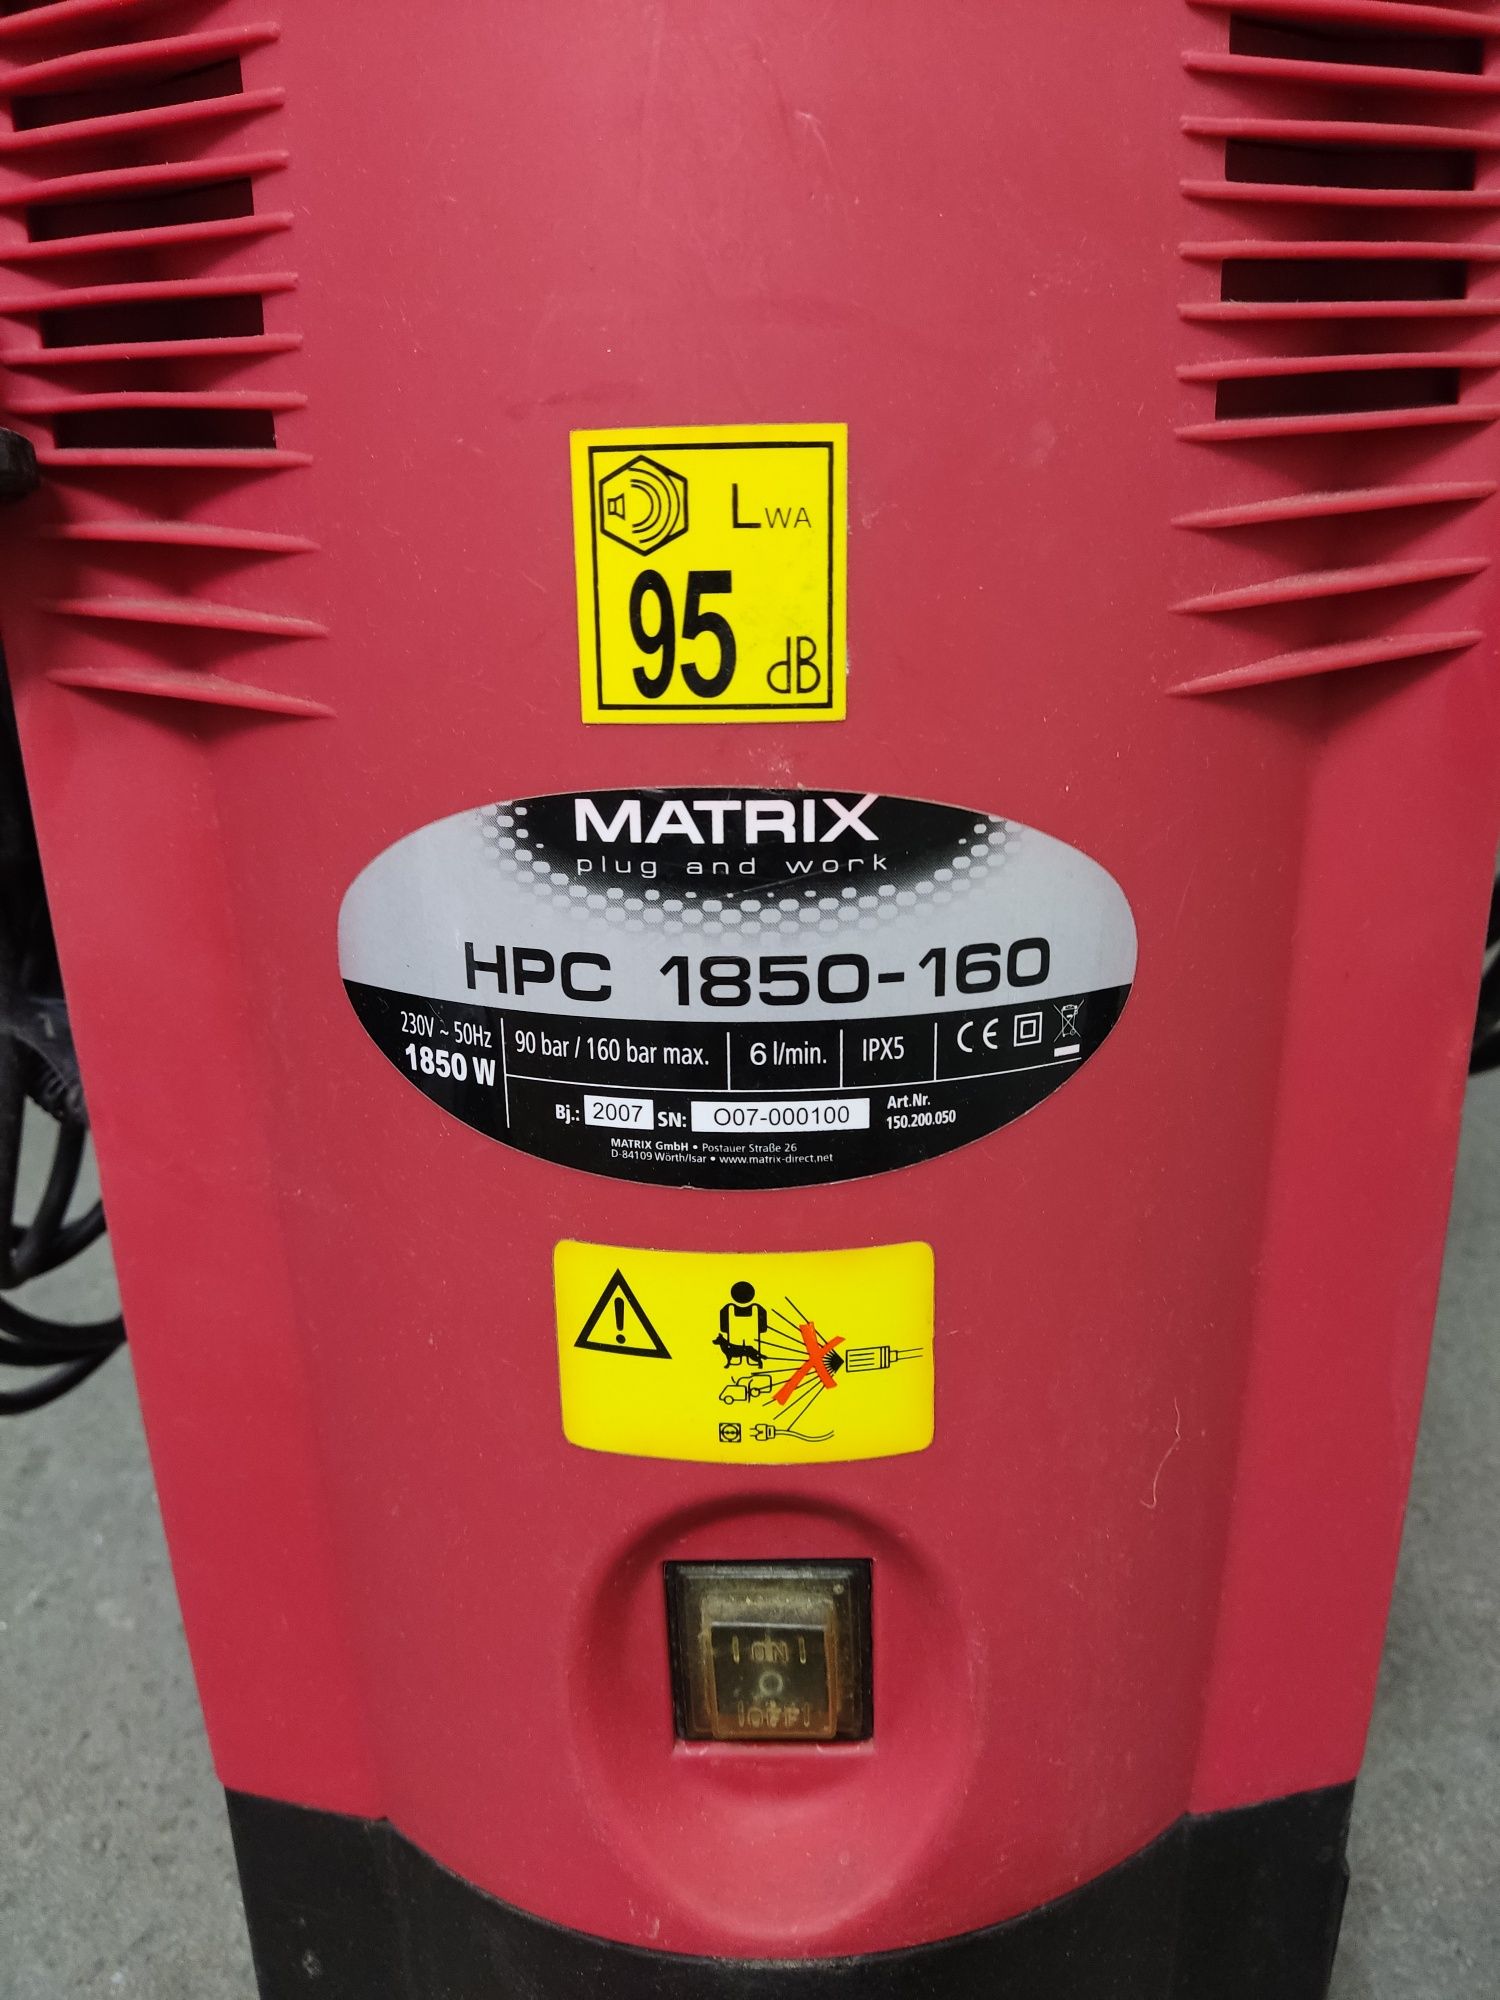 LWA
95 dB
MATRIX
plug and work
HPC 1850-160
230V ~ 50Hz
1850 W
90 bar / 160 bar max.
6 l/min.
IPX5
CE
Bj.: 2007 SN: O07-000100
Art.Nr.
150.200.050
MATRIX GmbH • Postauer Straße 26
D-84109 Wörth/Isar • www.matrix-direct.net
ON
OFF